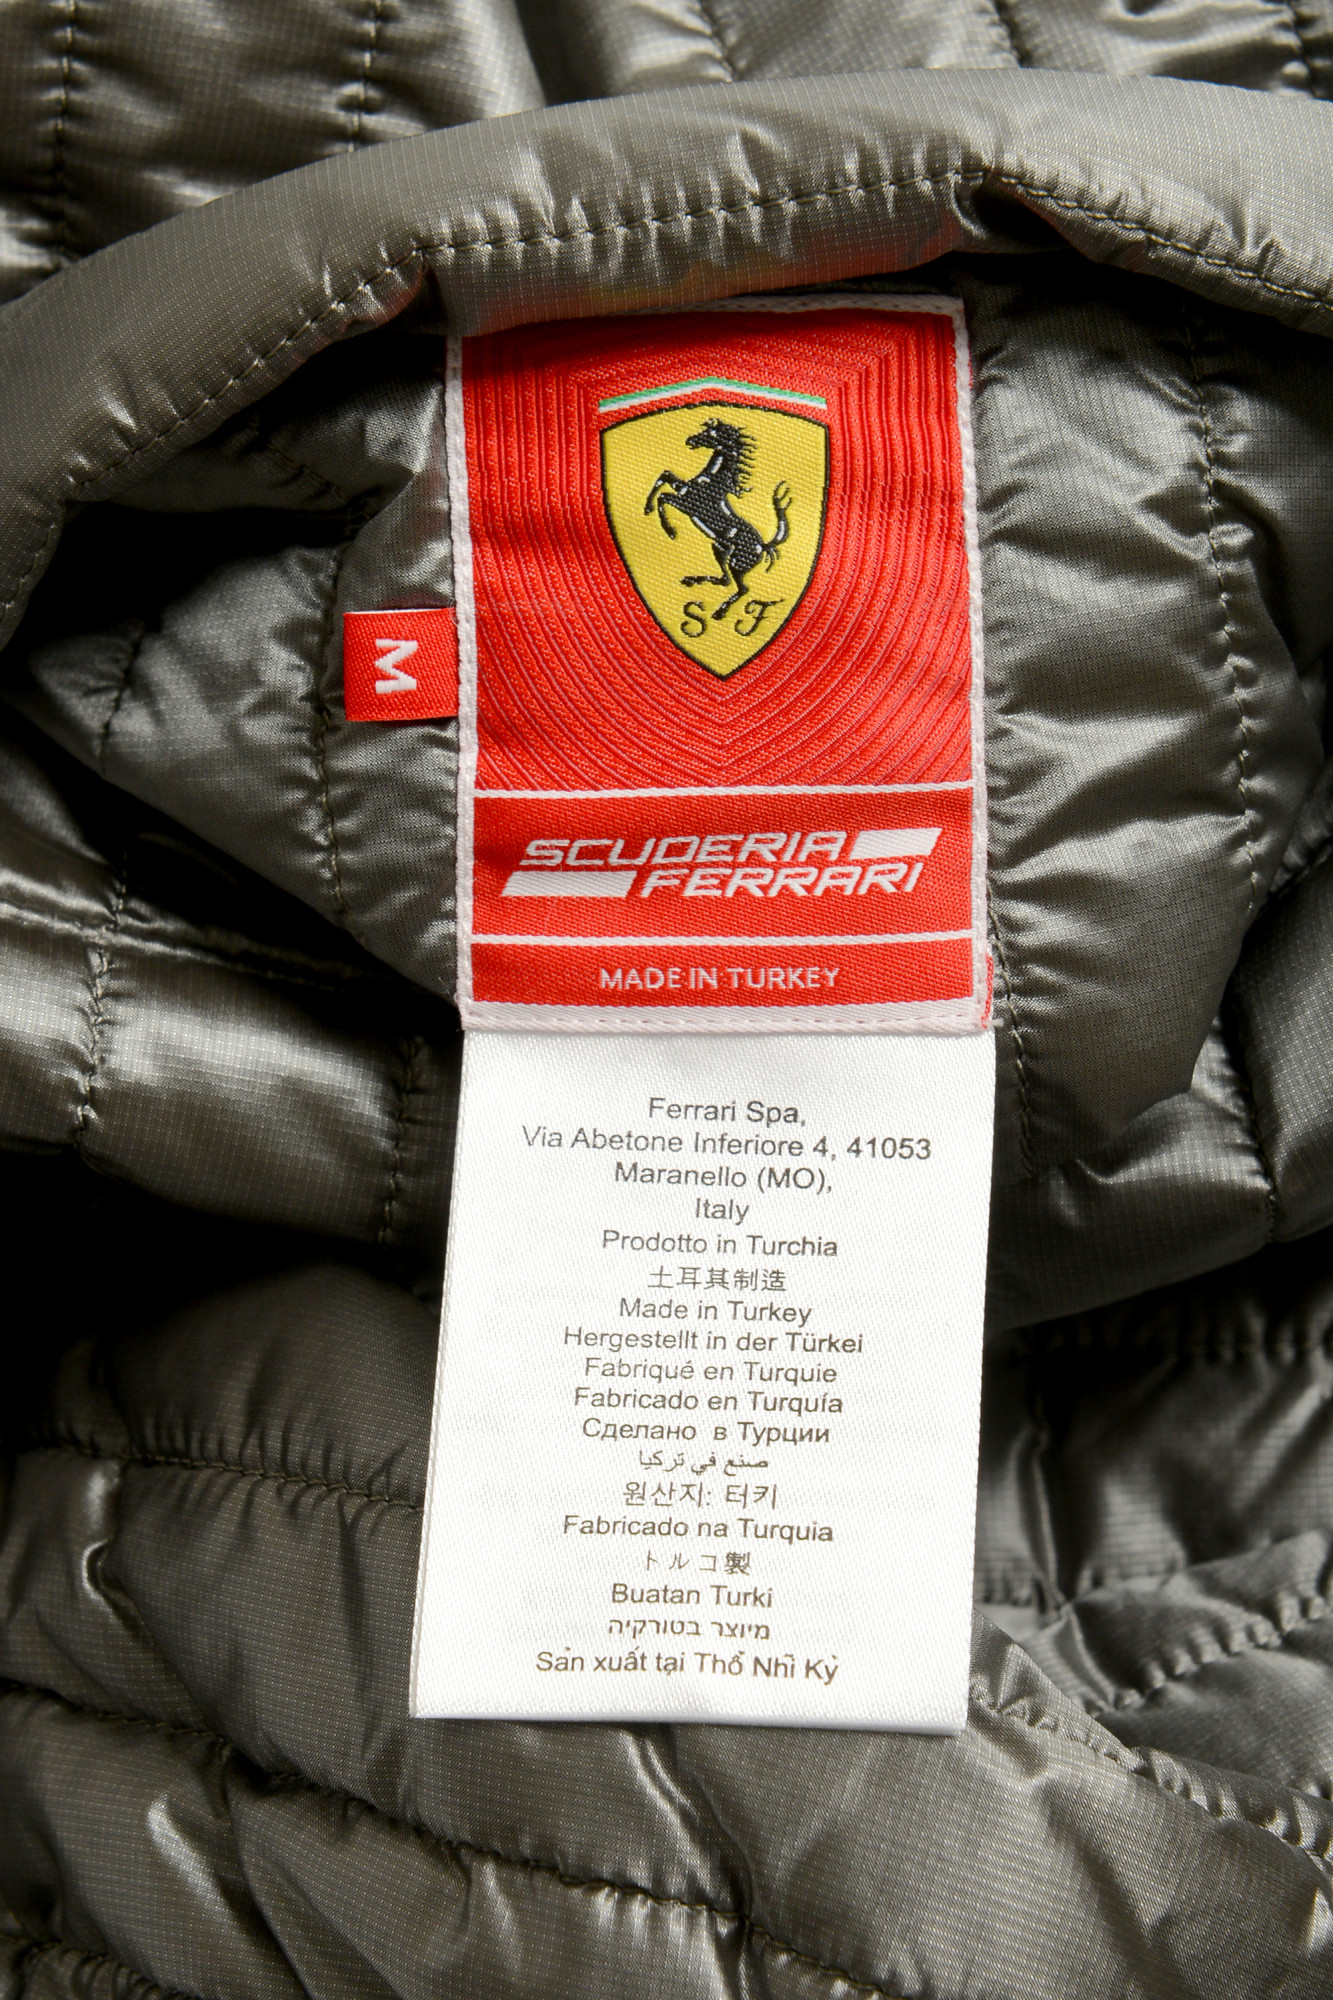 S F
M
SCUDERIA
FERRARI
MADE IN TURKEY
Ferrari Spa,
Via Abetone Inferiore 4, 41053
Maranello (MO),
Italy
Prodotto in Turchia
土耳其制造
Made in Turkey
Hergestellt in der Türkei
Fabriqué en Turquie
Fabricado en Turquía
Сделано в Турции
صنع في تركيا
원산지: 터키
Fabricado na Turquia
トルコ製
Buatan Turki
מיוצר בטורקיה
Sản xuất tại Thổ Nhĩ Kỳ